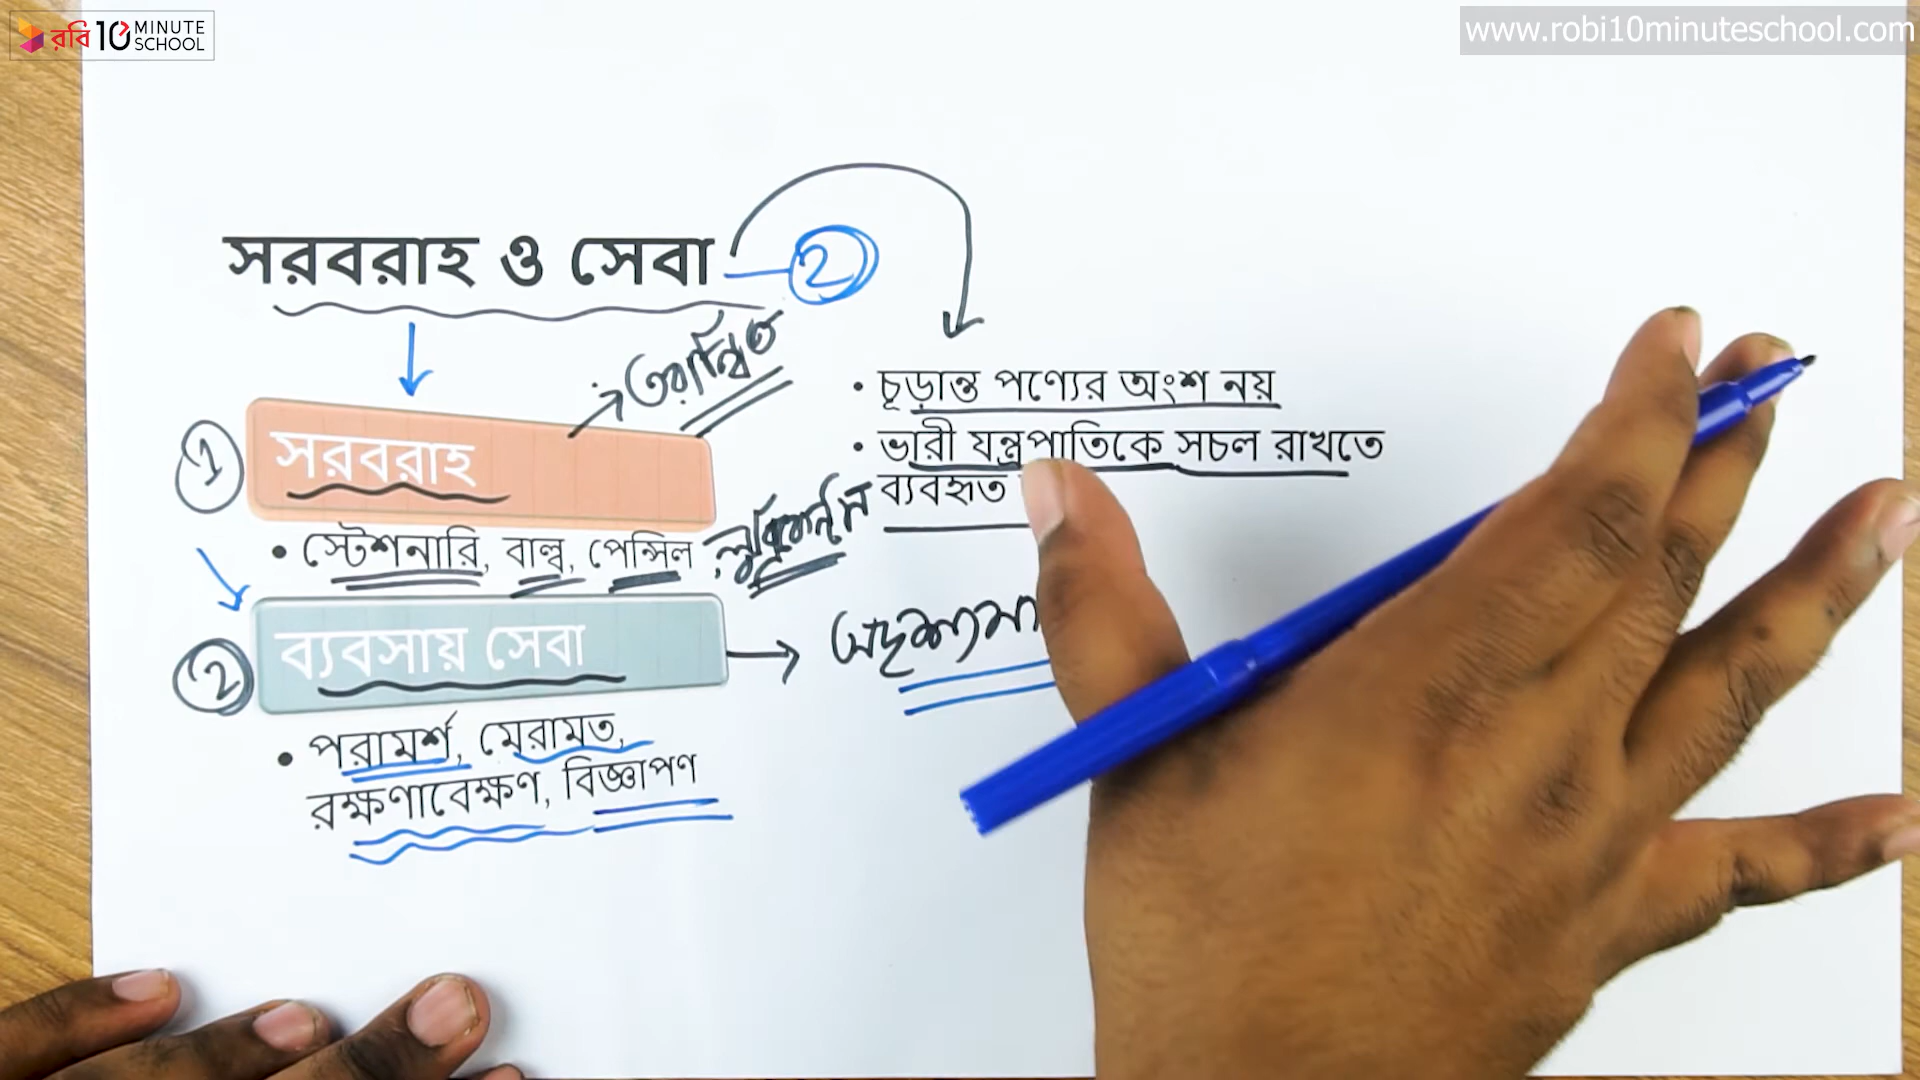 রবি 10 MINUTE SCHOOL
www.robi10minuteschool.com
সরবরাহ ও সেবা
2
ত্বরান্বিত
1
সরবরাহ
• স্টেশনারি, বাল্ব, পেন্সিল
• চূড়ান্ত পণ্যের অংশ নয়
• ভারী যন্ত্রপাতিকে সচল রাখতে
ব্যবহৃত
2
ব্যবসায় সেবা
• পরামর্শ, মেরামত,
রক্ষণাবেক্ষণ, বিজ্ঞাপণ